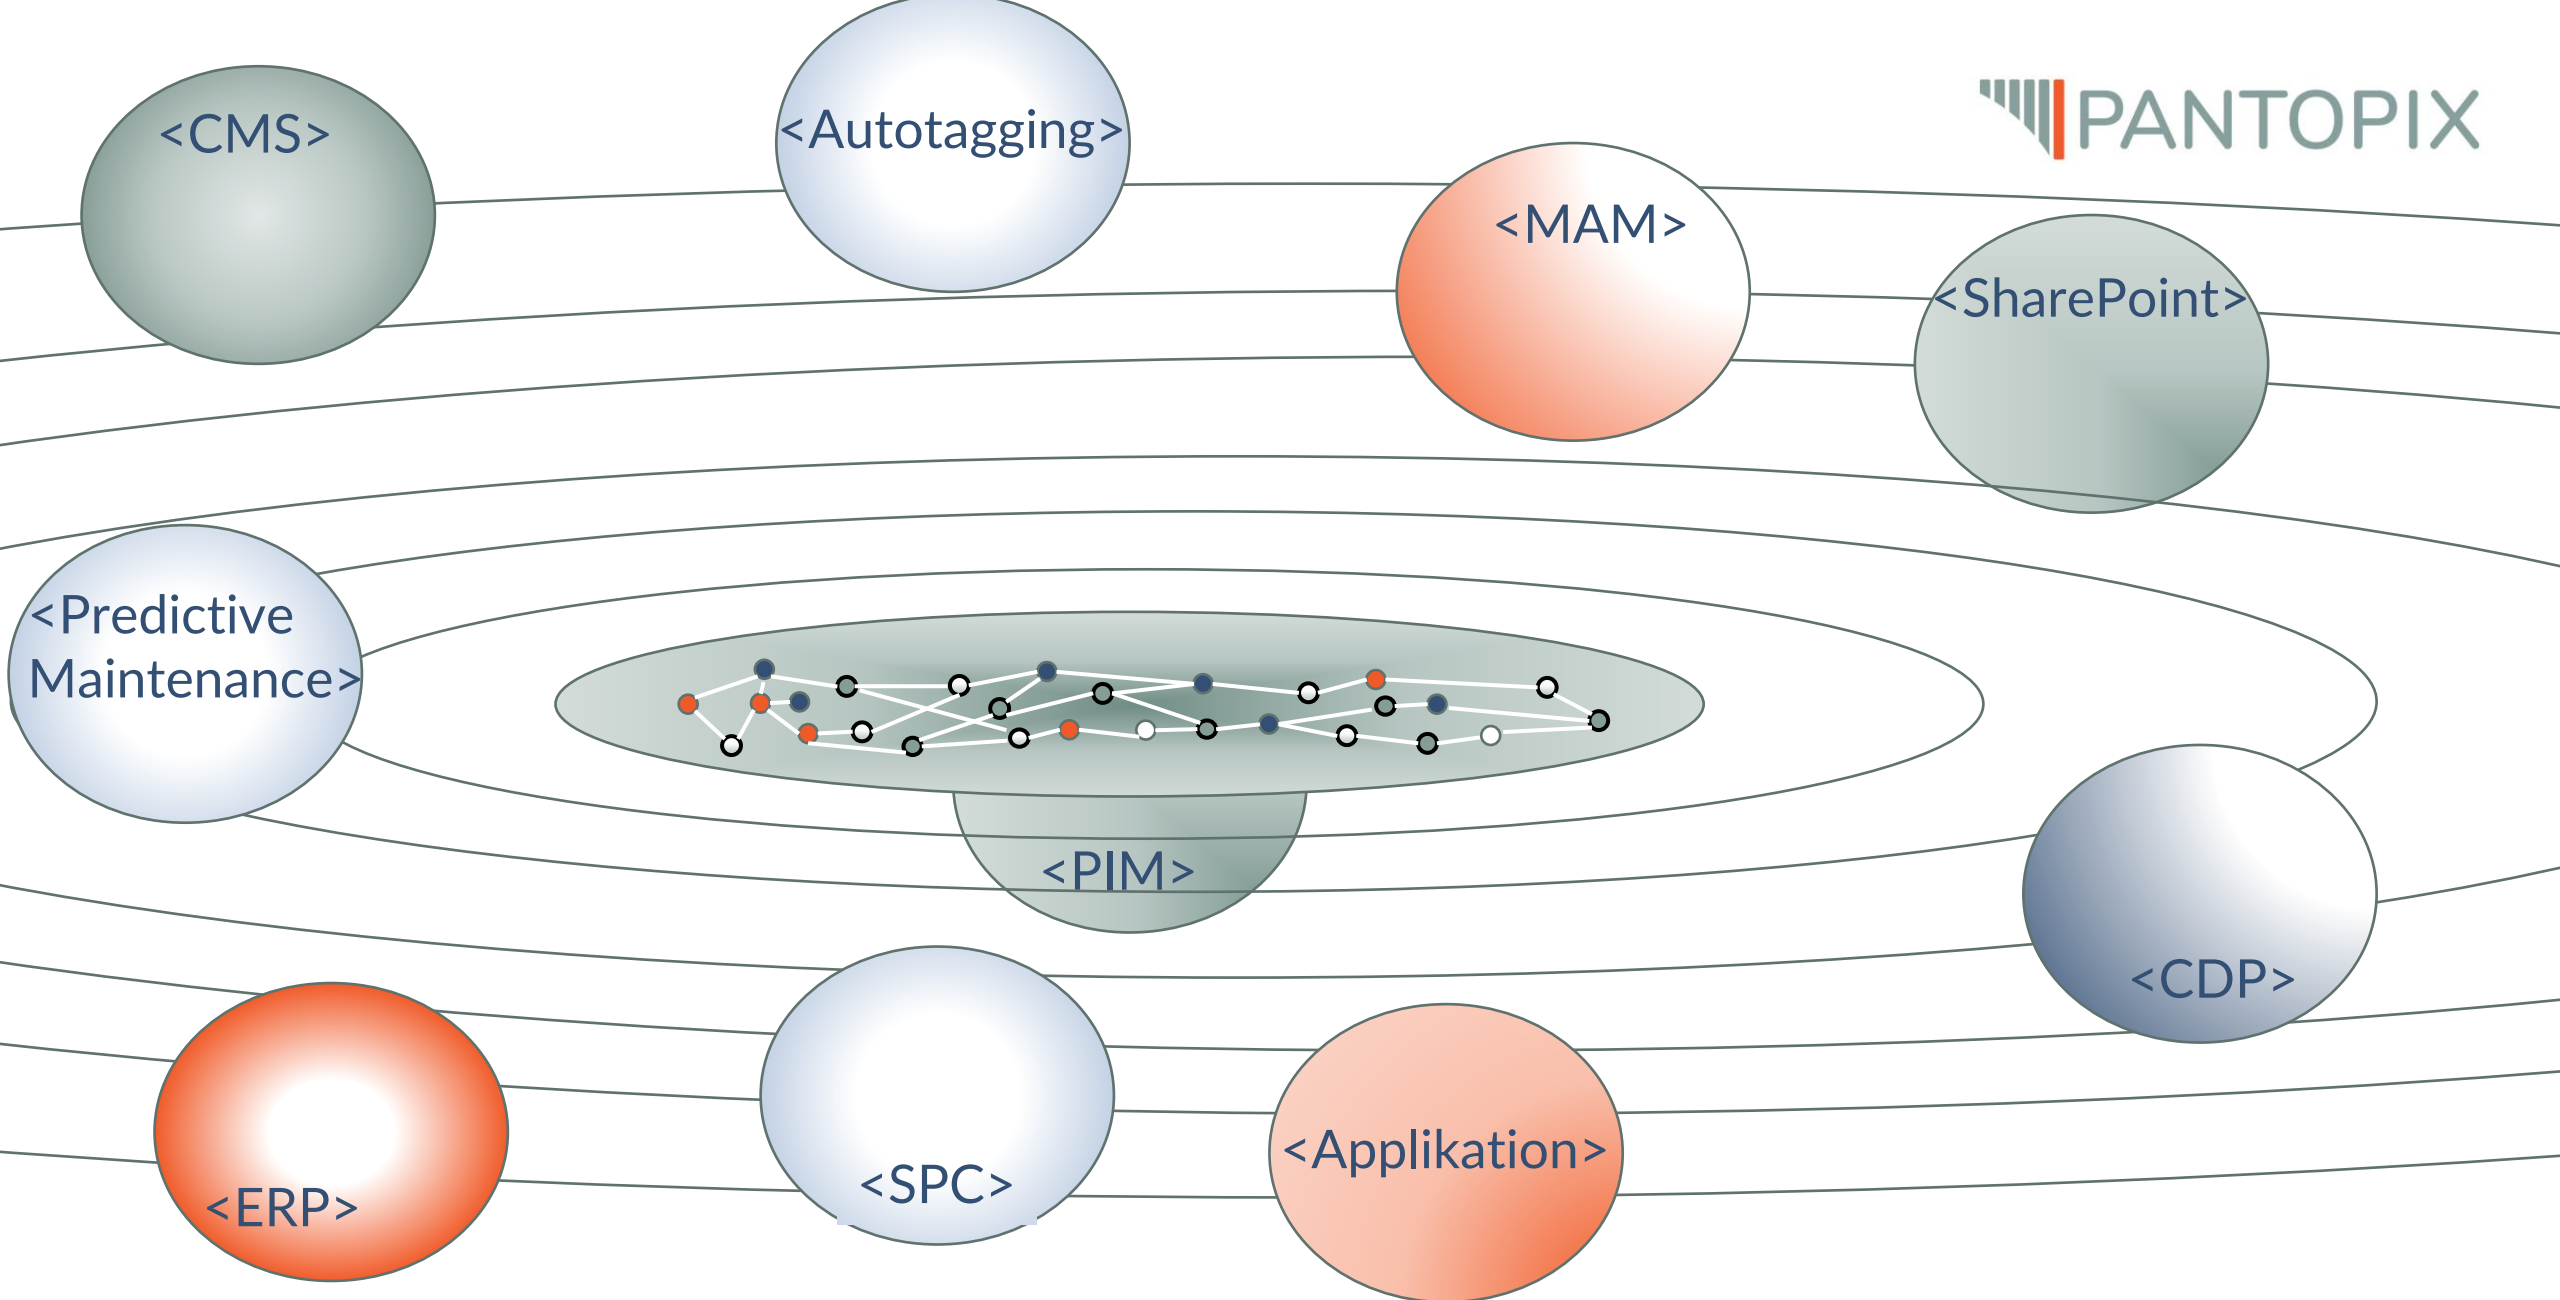 <CMS>
<Autotagging>
PANTOPIX
<MAM>
<SharePoint>
<Predictive
Maintenance>
<PIM>
<CDP>
<ERP>
<SPC>
<Applikation>